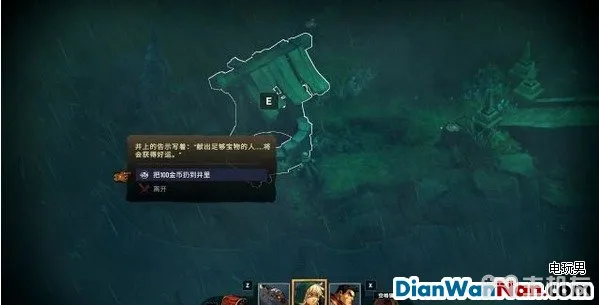 E
井上的告示写着:“献出足够宝物的人...将
会获得好运。”
把100金币扔到井里
离开
Z
X
电玩男
DianWanNan.com